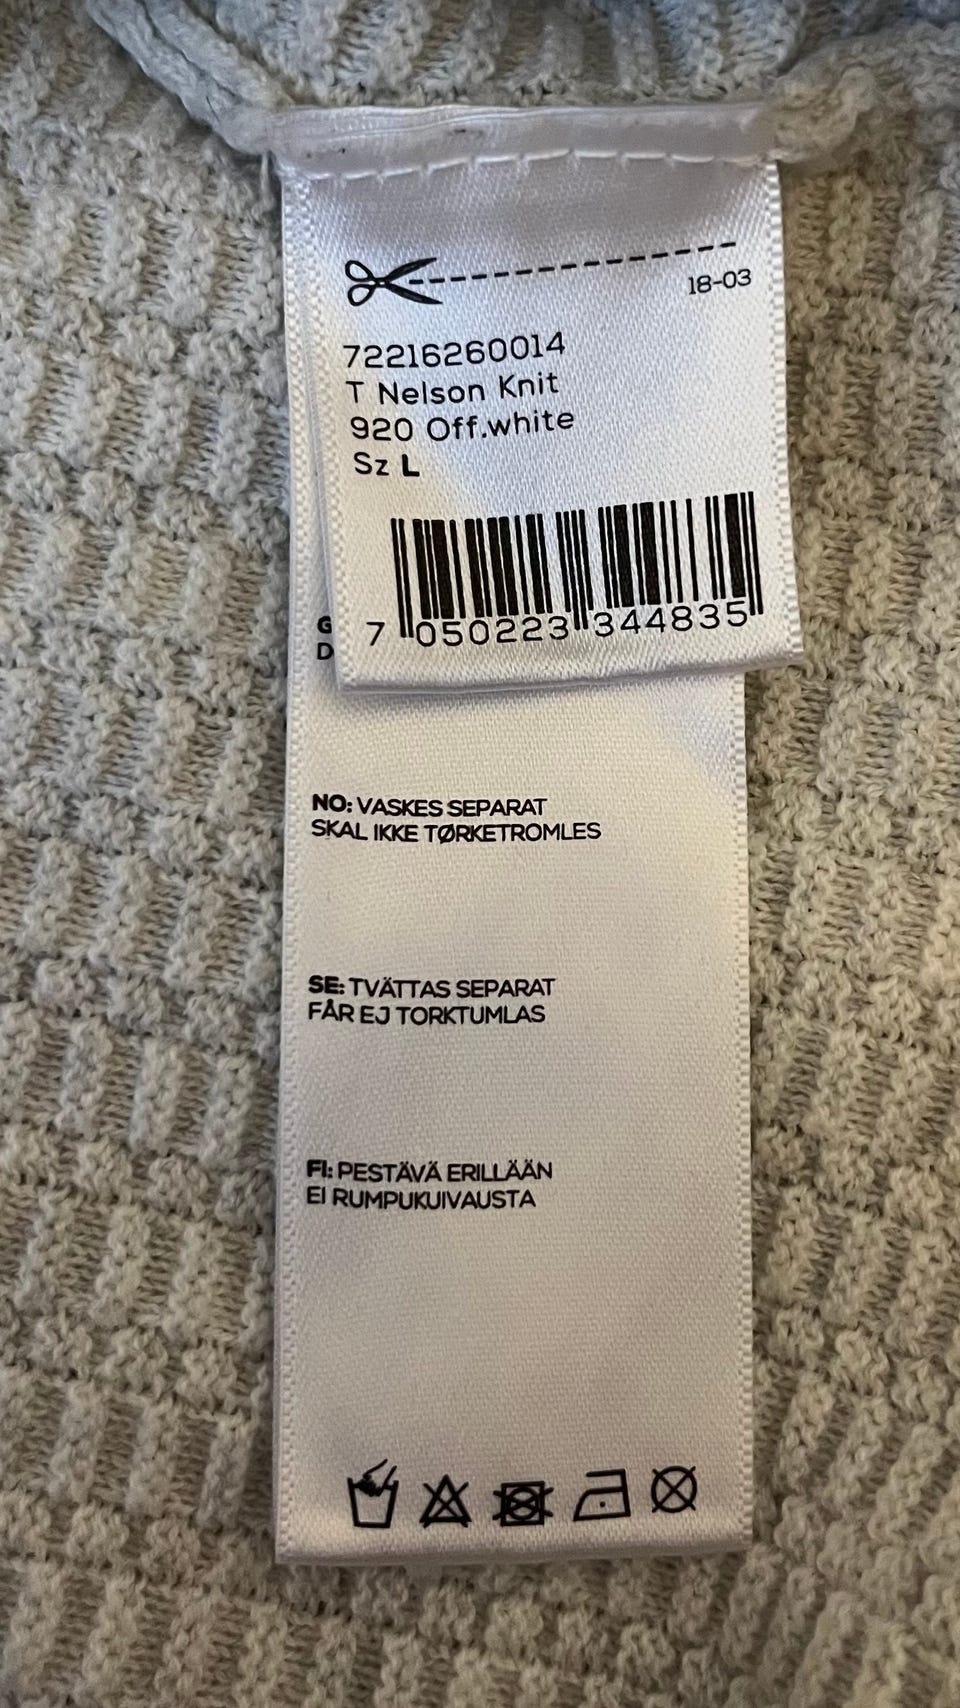 18-03
72216260014
T Nelson Knit
920 Off.white
Sz L
7 050223 344835
G
D
NO: VASKES SEPARAT
SKAL IKKE TØRKETROMLES
SE: TVÄTTAS SEPARAT
FÅR EJ TORKTUMLAS
FI: PESTÄVÄ ERILLÄÄN
EI RUMPUKUIVAUSTA